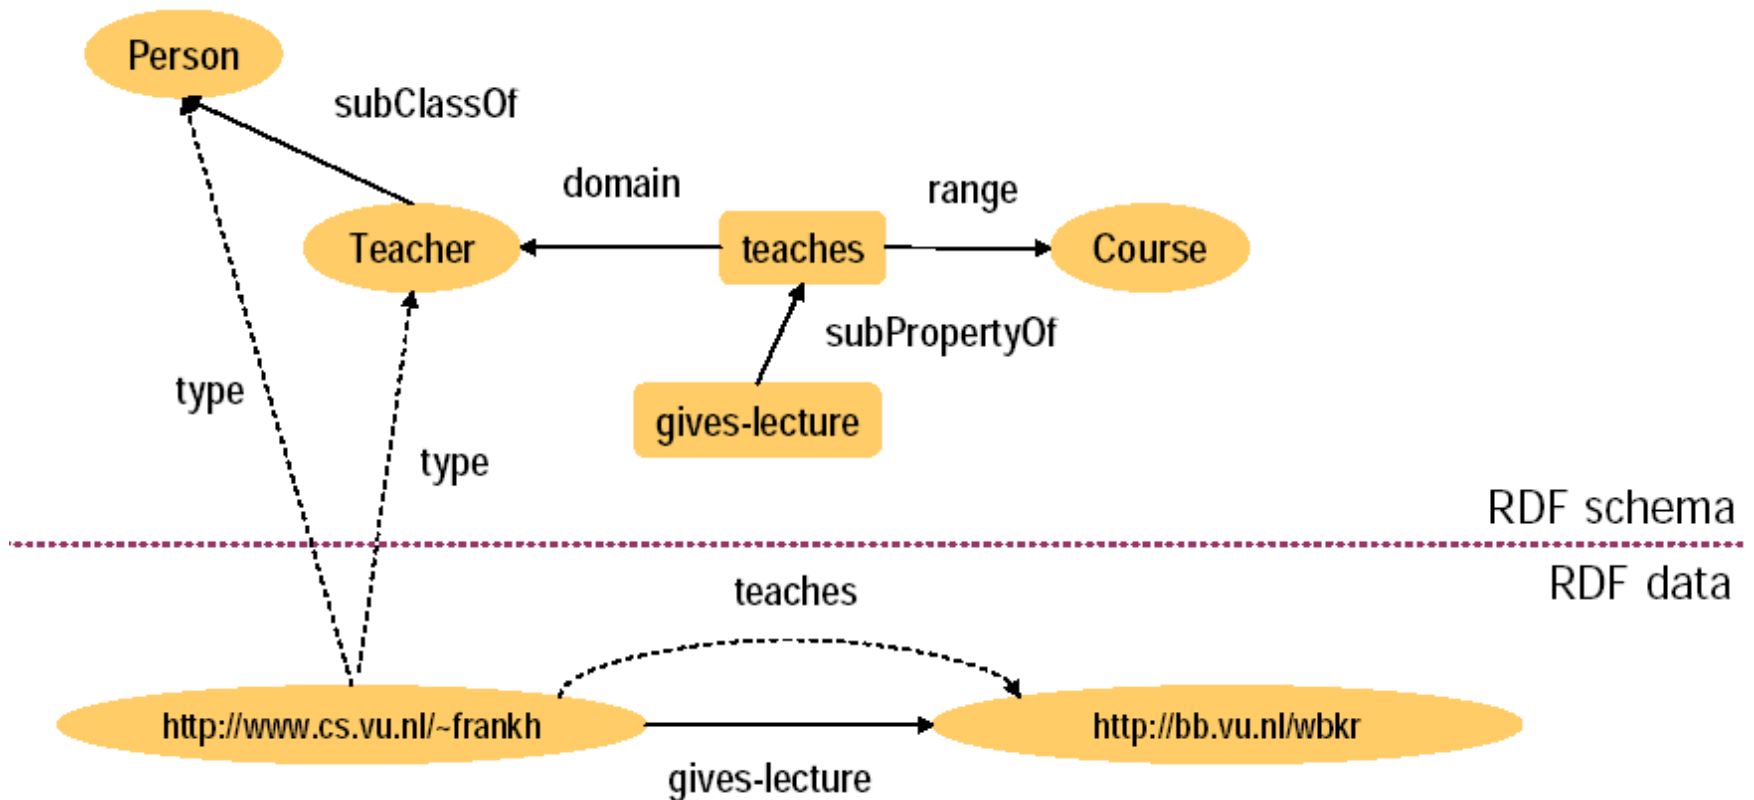 Person
subClassOf
domain
range
Teacher
teaches
Course
subPropertyOf
type
gives-lecture
type
RDF schema
RDF data
teaches
http://www.cs.vu.nl/~frankh
http://bb.vu.nl/wbkr
gives-lecture